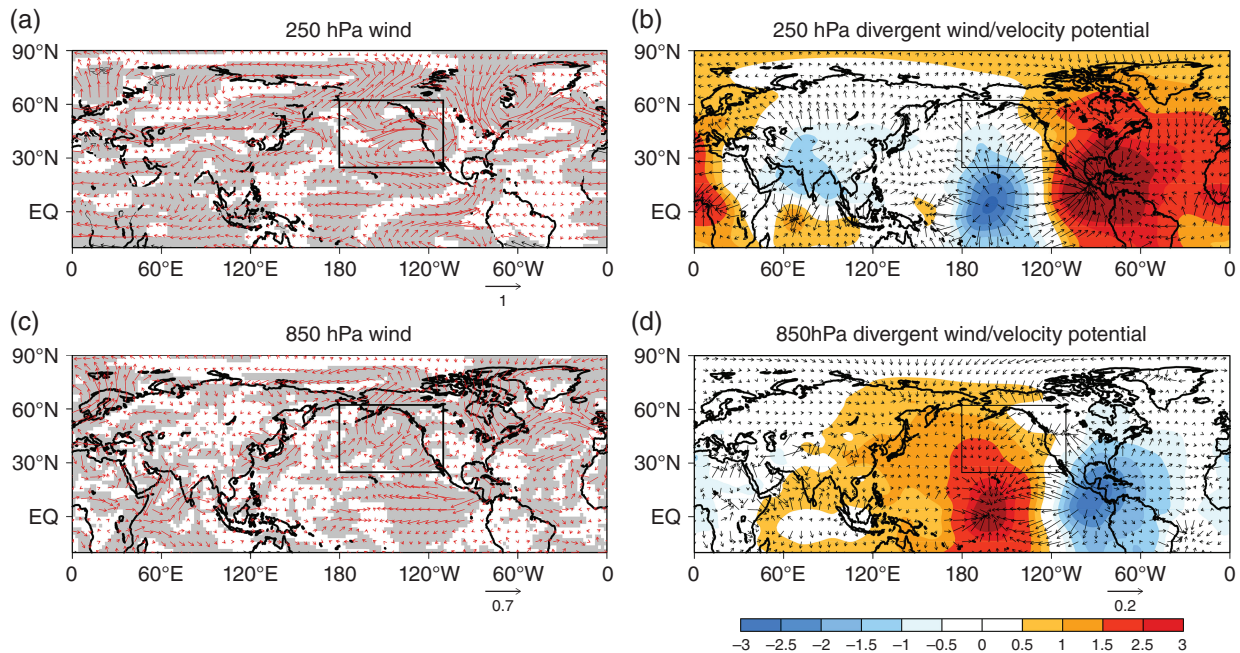 (a)
250 hPa wind
90°N
60°N
30°N
EQ
0 60°E 120°E 180 120°W 60°W 0
1
(b)
250 hPa divergent wind/velocity potential
90°N
60°N
30°N
EQ
0 60°E 120°E 180 120°W 60°W 0
(c)
850 hPa wind
90°N
60°N
30°N
EQ
0 60°E 120°E 180 120°W 60°W 0
0.7
(d)
850hPa divergent wind/velocity potential
90°N
60°N
30°N
EQ
0 60°E 120°E 180 120°W 60°W 0
0.2
−3 −2.5 −2 −1.5 −1 −0.5 0 0.5 1 1.5 2 2.5 3